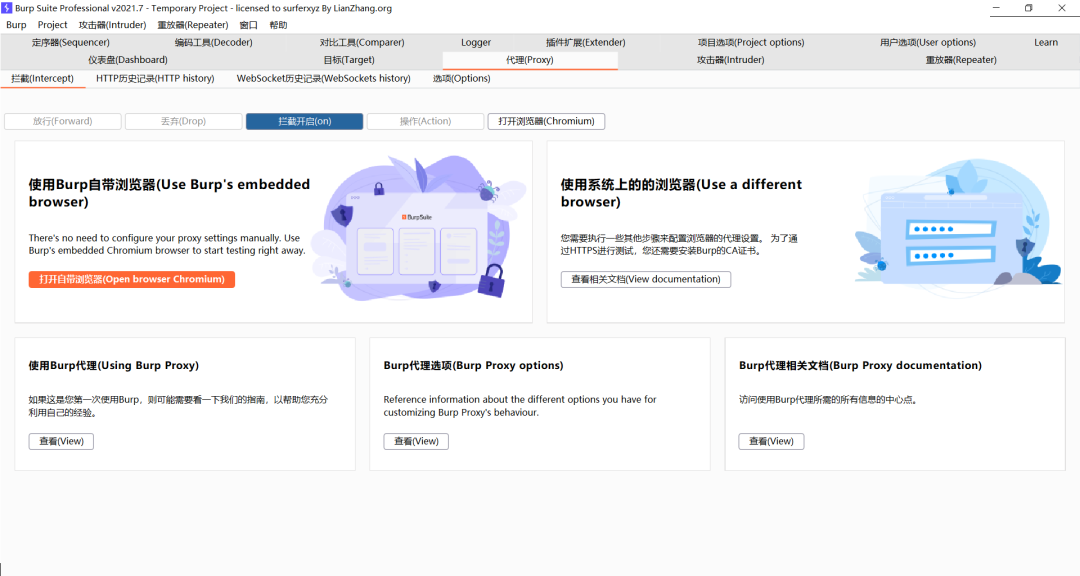 Burp Suite Professional v2021.7 - Temporary Project - licensed to surferxyz By LianZhang.org
Burp Project 攻击器(Intruder) 重放器(Repeater) 窗口 帮助
定序器(Sequencer) 编码工具(Decoder) 对比工具(Comparer) Logger 插件扩展(Extender) 项目选项(Project options) 用户选项(User options) Learn
仪表盘(Dashboard) 目标(Target) 代理(Proxy) 攻击器(Intruder) 重放器(Repeater)
拦截(Intercept) HTTP历史记录(HTTP history) WebSocket历史记录(WebSockets history) 选项(Options)
放行(Forward) 丢弃(Drop) 拦截开启(on) 操作(Action) 打开浏览器(Chromium)
使用Burp自带浏览器(Use Burp's embedded
browser)
There's no need to configure your proxy settings manually. Use
Burp's embedded Chromium browser to start testing right away.
打开自带浏览器(Open browser Chromium)
BurpSuite
使用系统上的的浏览器(Use a different
browser)
您需要执行一些其他步骤来配置浏览器的代理设置。 为了通
过HTTPS进行测试，您还需要安装Burp的CA证书。
查看相关文档(View documentation)
使用Burp代理(Using Burp Proxy)
如果这是您第一次使用Burp，则可能需要看一下我们的指南，以帮助您充分
利用自己的经验。
查看(View)
Burp代理选项(Burp Proxy options)
Reference information about the different options you have for
customizing Burp Proxy's behaviour.
查看(View)
Burp代理相关文档(Burp Proxy documentation)
访问使用Burp代理所需的所有信息的中心点。
查看(View)